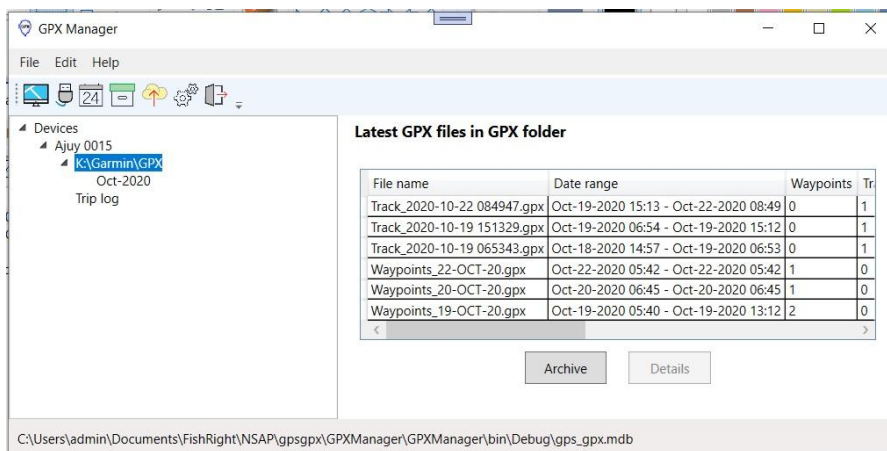 GPX Manager
File Edit Help
24
Devices
Ajuy 0015
K:\Garmin\GPX
Oct-2020
Trip log
Latest GPX files in GPX folder
File name Date range Waypoints Tr
Track_2020-10-22 084947.gpx Oct-19-2020 15:13 - Oct-22-2020 08:49 0 1
Track_2020-10-19 151329.gpx Oct-19-2020 06:54 - Oct-19-2020 15:12 0 1
Track_2020-10-19 065343.gpx Oct-18-2020 14:57 - Oct-19-2020 06:53 0 1
Waypoints_22-OCT-20.gpx Oct-22-2020 05:42 - Oct-22-2020 05:42 1 0
Waypoints_20-OCT-20.gpx Oct-20-2020 06:45 - Oct-20-2020 06:45 1 0
Waypoints_19-OCT-20.gpx Oct-19-2020 05:40 - Oct-19-2020 13:12 2 0
Archive Details
C:\Users\admin\Documents\FishRight\NSAP\gpsgpx\GPXManager\GPXManager\bin\Debug\gps_gpx.mdb